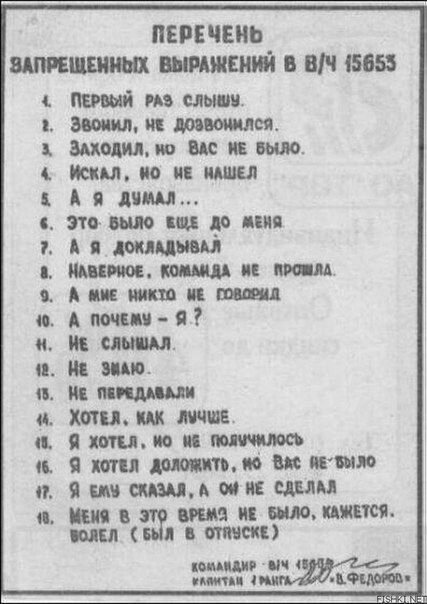 ПЕРЕЧЕНЬ
ЗАПРЕЩЕННЫХ ВЫРАЖЕНИЙ В В/Ч 15653
1. ПЕРВЫЙ РАЗ СЛЫШУ.
2. ЗВОНИЛ, НЕ ДОЗВОНИЛСЯ.
3. ЗАХОДИЛ, НО ВАС НЕ БЫЛО.
4. ИСКАЛ, НО НЕ НАШЕЛ
5. А Я ДУМАЛ...
6. ЭТО БЫЛО ЕЩЕ ДО МЕНЯ
7. А Я ДОКЛАДЫВАЛ
8. НАВЕРНОЕ, КОМАНДА НЕ ПРОШЛА.
9. А МНЕ НИКТО НЕ ГОВОРИЛ
10. А ПОЧЕМУ – Я?
11. НЕ СЛЫШАЛ.
12. НЕ ЗНАЮ.
13. НЕ ПЕРЕДАВАЛИ
14. ХОТЕЛ, КАК ЛУЧШЕ.
15. Я ХОТЕЛ, НО НЕ ПОЛУЧИЛОСЬ
16. Я ХОТЕЛ ДОЛОЖИТЬ, НО ВАС НЕ БЫЛО
17. Я ЕМУ СКАЗАЛ, А ОН НЕ СДЕЛАЛ
18. МЕНЯ В ЭТО ВРЕМЯ НЕ БЫЛО, КАЖЕТСЯ.
БОЛЕЛ (БЫЛ В ОТПУСКЕ)
КОМАНДИР В/Ч 15653
КАПИТАН 1 РАНГА "В.ФЕДОРОВ"
FISHKI.NET